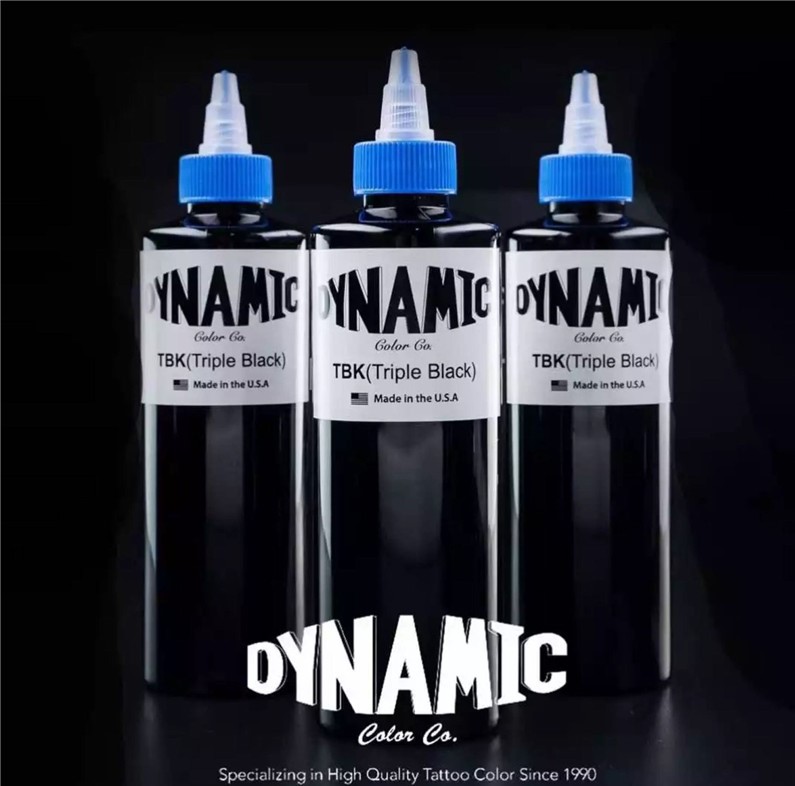 DYNAMIC
Color Co.
TBK(Triple Black)
Made in the U.S.A
DYNAMIC
Color Co.
TBK(Triple Black)
Made in the U.S.A
DYNAMIC
Color Co.
TBK(Triple Black)
Made in the U.S.A
DYNAMIC
Color Co.
Specializing in High Quality Tattoo Color Since 1990